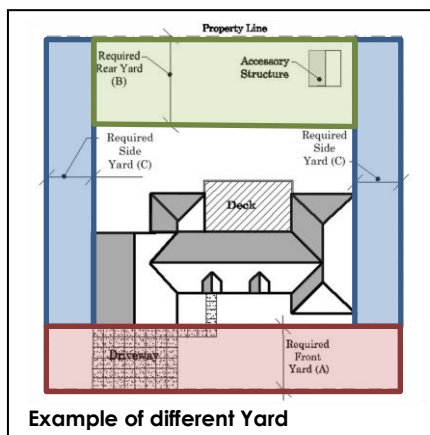 Property Line
Required
Rear Yard
(B)
Accessory
Structure
Required
Side
Yard (C)
Required
Side
Yard (C)
Deck
Driveway
Required
Front
Yard (A)
Example of different Yard